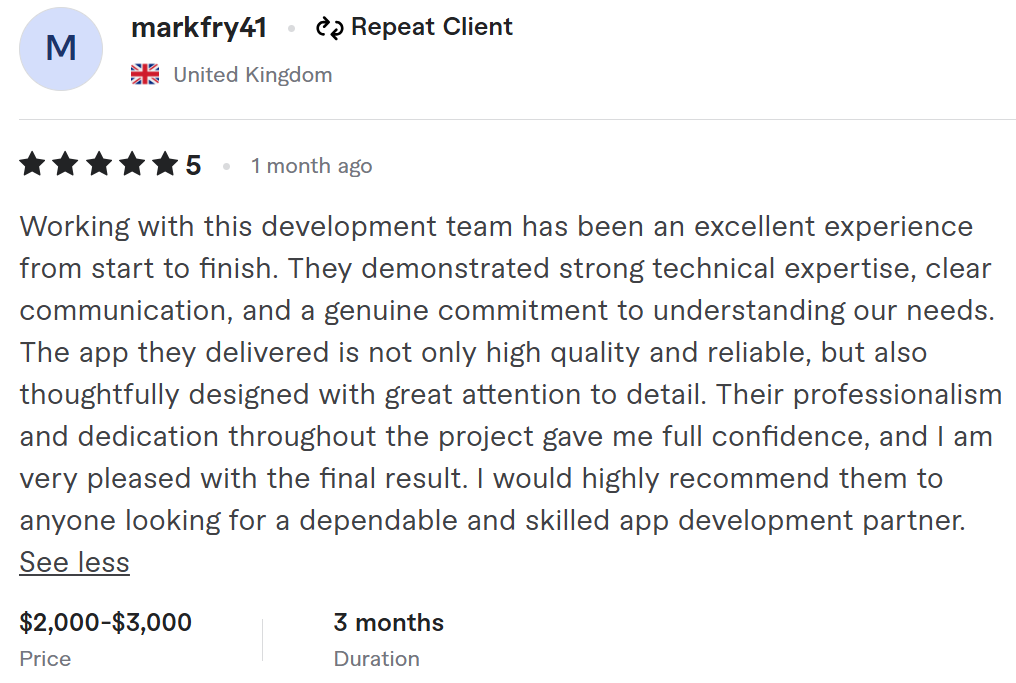 M
markfry41 • Repeat Client
United Kingdom
5 • 1 month ago
Working with this development team has been an excellent experience
from start to finish. They demonstrated strong technical expertise, clear
communication, and a genuine commitment to understanding our needs.
The app they delivered is not only high quality and reliable, but also
thoughtfully designed with great attention to detail. Their professionalism
and dedication throughout the project gave me full confidence, and I am
very pleased with the final result. I would highly recommend them to
anyone looking for a dependable and skilled app development partner.
See less
$2,000-$3,000
Price
3 months
Duration